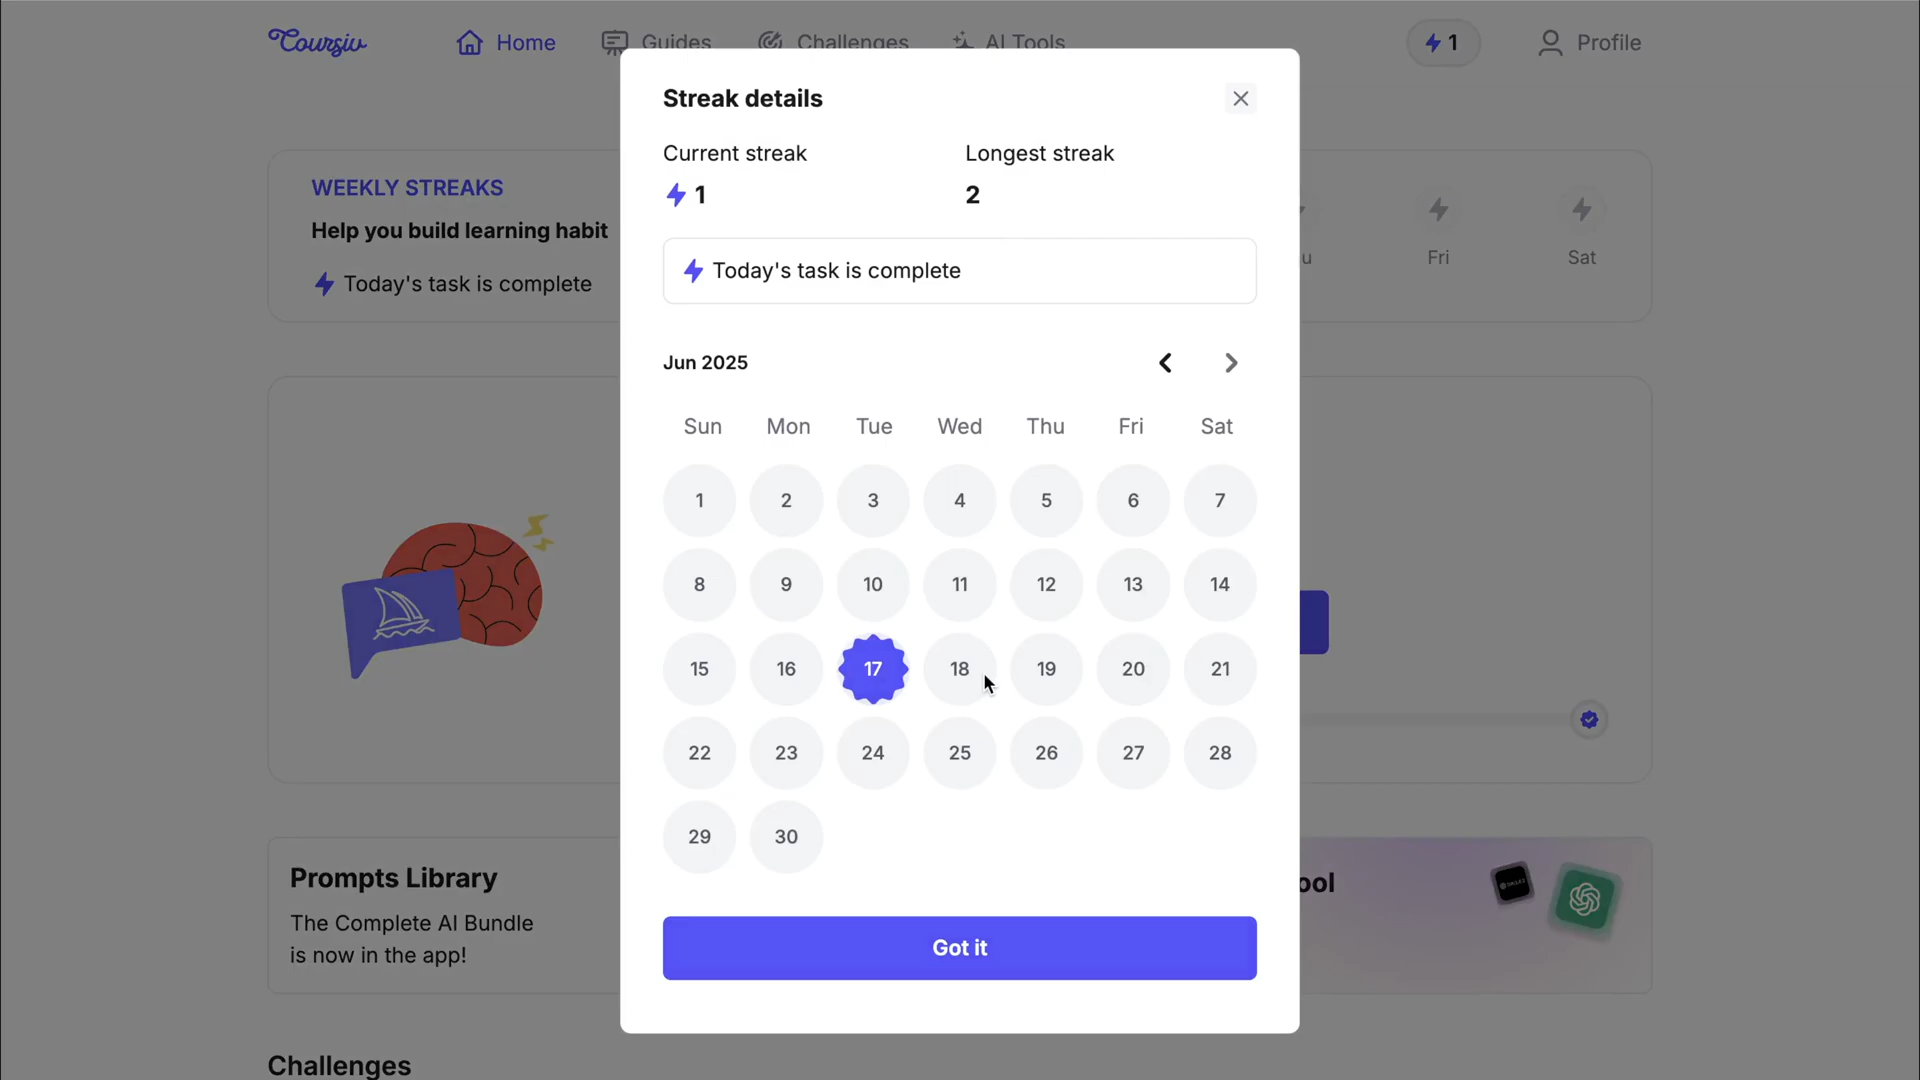 Coursiv
Home
Guides
Challenges
AI Tools
1
Profile
WEEKLY STREAKS
Help you build learning habit
Today's task is complete
Fri
Sat
Streak details
Current streak
Longest streak
1
2
Today's task is complete
Jun 2025
Sun Mon Tue Wed Thu Fri Sat
1 2 3 4 5 6 7
8 9 10 11 12 13 14
15 16 17 18 19 20 21
22 23 24 25 26 27 28
29 30
Got it
Prompts Library
The Complete AI Bundle
is now in the app!
ool
Challenges